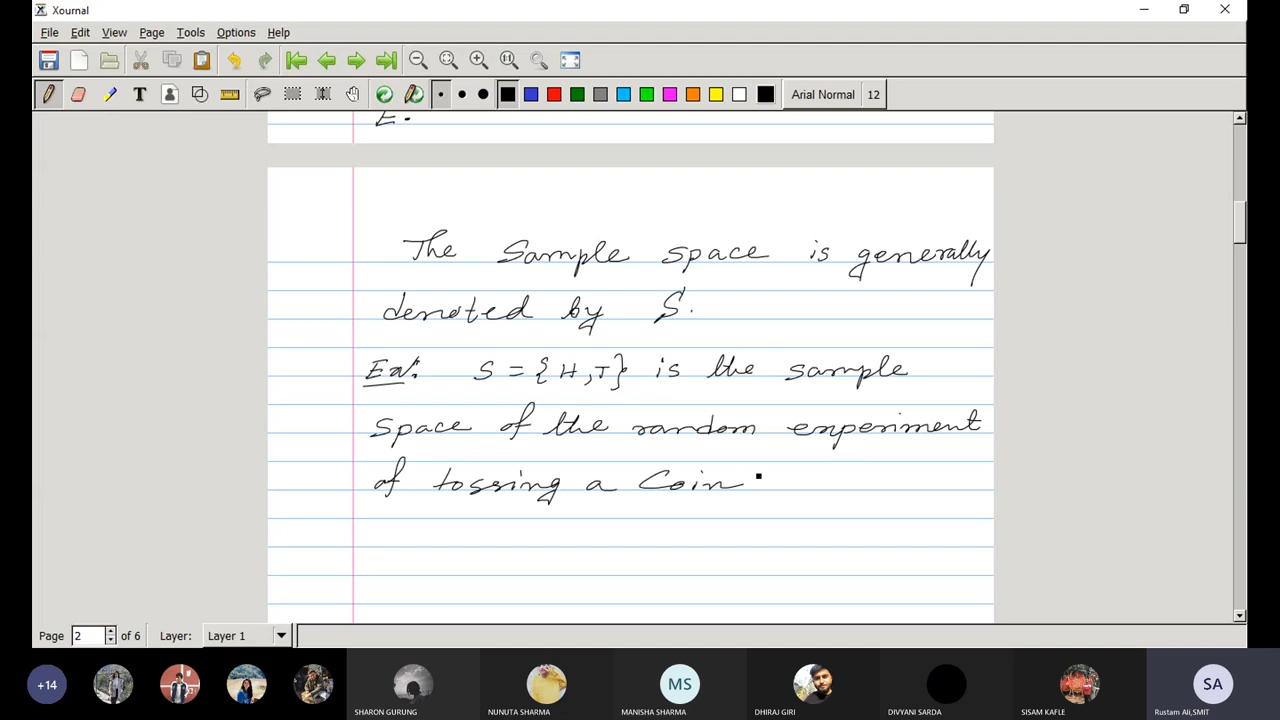 Xournal
File Edit View Page Tools Options Help
Arial Normal 12
E.
The Sample space is generally
denoted by S.
Ex: S = {H, T} is the sample
space of the random experiment
of tossing a Coin
Page 2 of 6 Layer: Layer 1
+14 MS SA
SHARON GURUNG NUNUTA SHARMA MANISHA SHARMA DHIRAJ GIRI DIVYANI SARDA SISAM KAFLE Rustam Ali,SMIT